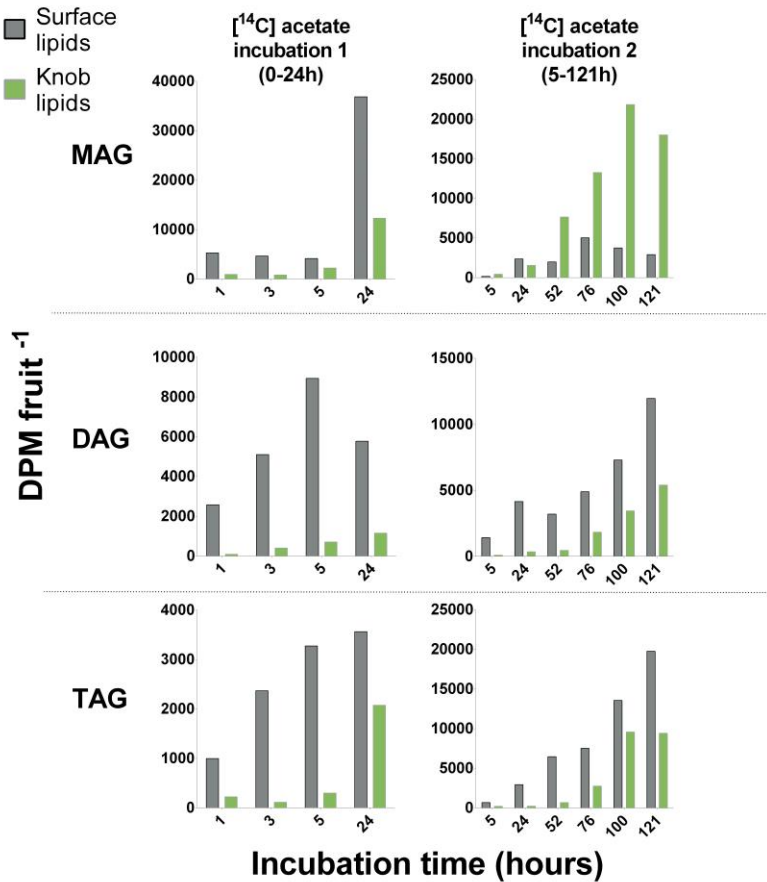 Surface
lipids
Knob
lipids
[¹⁴C] acetate
incubation 1
(0-24h)
[¹⁴C] acetate
incubation 2
(5-121h)
MAG
40000
30000
20000
10000
0
1 3 5 24
25000
20000
15000
10000
5000
0
5 24 52 76 100 121
DPM fruit ⁻¹
DAG
10000
8000
6000
4000
2000
0
1 3 5 24
15000
10000
5000
0
5 24 52 76 100 121
TAG
4000
3000
2000
1000
0
1 3 5 24
25000
20000
15000
10000
5000
0
5 24 52 76 100 121
Incubation time (hours)